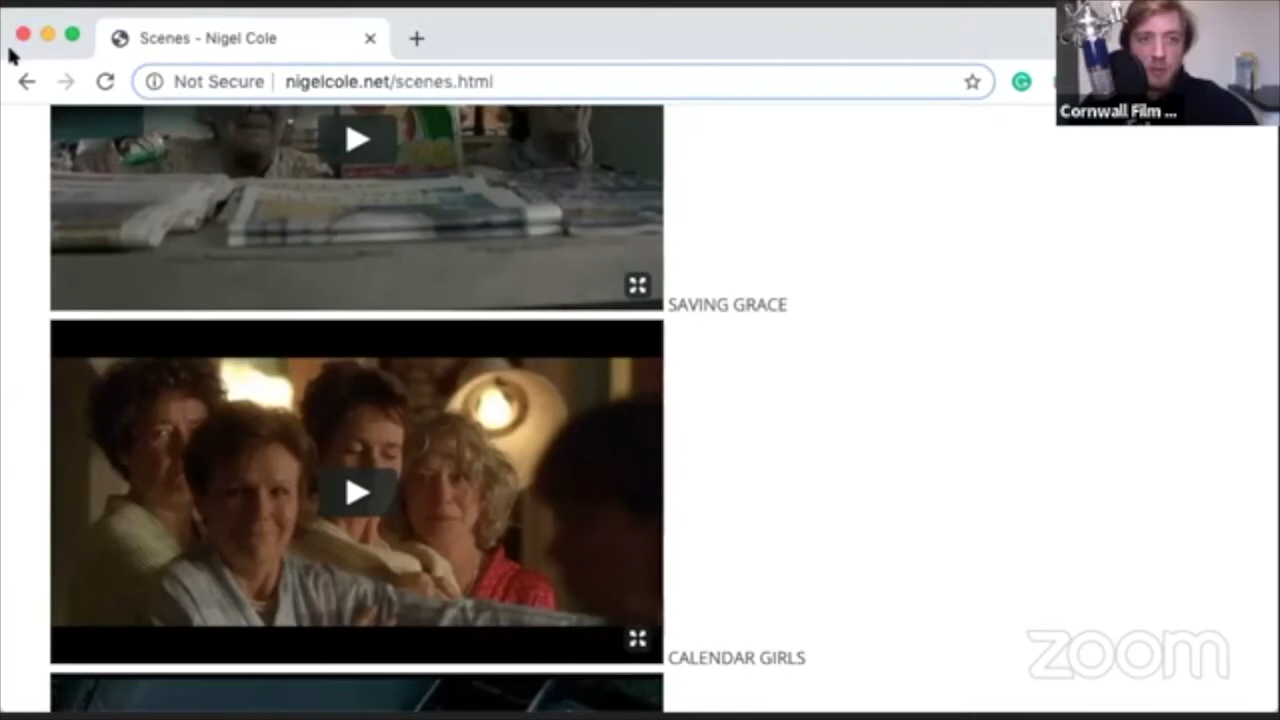 Scenes - Nigel Cole
Not Secure | nigelcole.net/scenes.html
Cornwall Film ...
SAVING GRACE
CALENDAR GIRLS
zoom